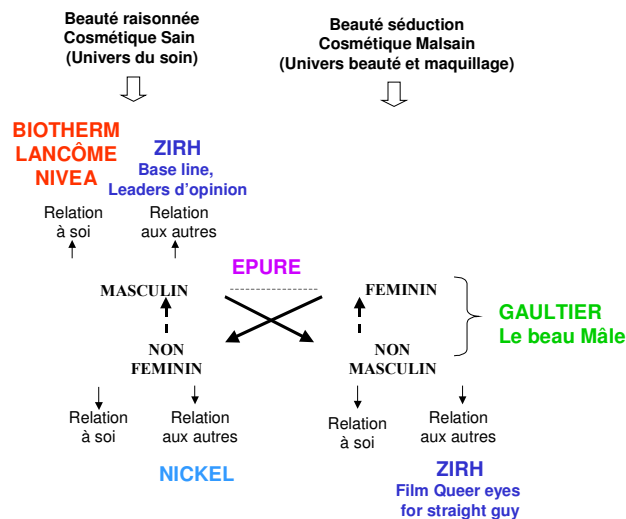 Beauté raisonnée
Cosmétique Sain
(Univers du soin)
Beauté séduction
Cosmétique Malsain
(Univers beauté et maquillage)
BIOTHERM
LANCÔME
NIVEA
ZIRH
Base line,
Leaders d'opinion
Relation
à soi
Relation
aux autres
EPURE
MASCULIN
FEMININ
GAULTIER
Le beau Mâle
NON
FEMININ
NON
MASCULIN
Relation
à soi
Relation
aux autres
Relation
à soi
Relation
aux autres
NICKEL
ZIRH
Film Queer eyes
for straight guy